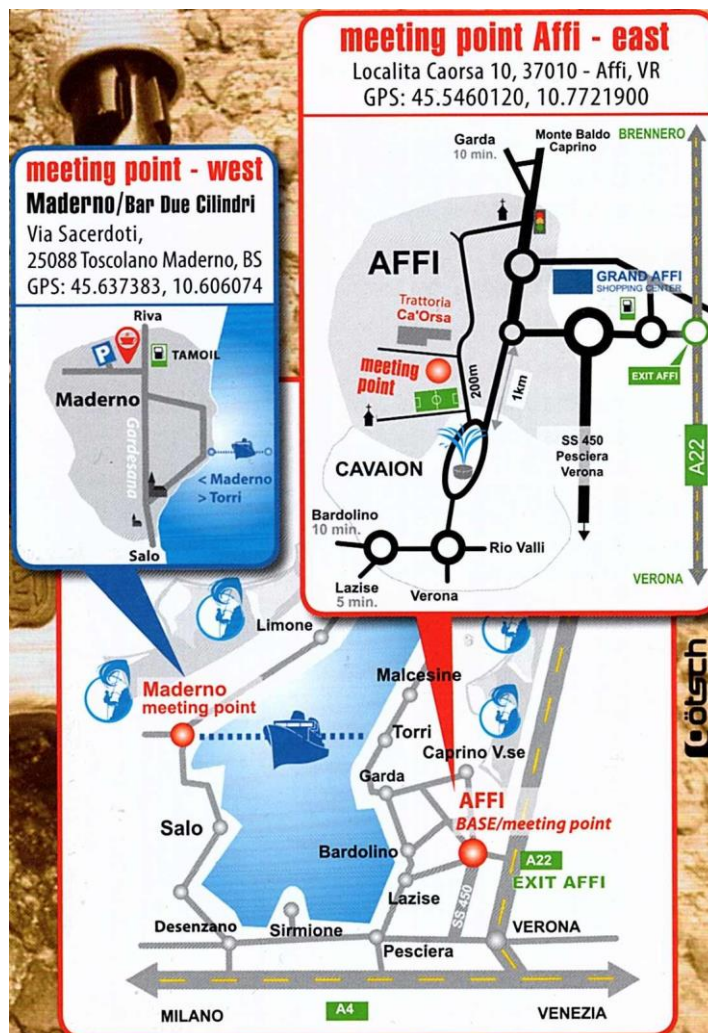 meeting point Affi - east
Localita Caorsa 10, 37010 - Affi, VR
GPS: 45.5460120, 10.7721900
Garda
10 min.
Monte Baldo
Caprino
BRENNERO
AFFI
GRAND AFFI
SHOPPING CENTER
Trattoria
Ca'Orsa
meeting
point
200m
1km
EXIT AFFI
A22
CAVAION
SS 450
Pesciera
Verona
Bardolino
10 min.
Rio Valli
Lazise
5 min.
Verona
VERONA
meeting point - west
Maderno/Bar Due Cilindri
Via Sacerdoti,
25088 Toscolano Maderno, BS
GPS: 45.637383, 10.606074
Riva
P
TAMOIL
Maderno
Gardesana
< Maderno
> Torri
Salo
Limone
Maderno
meeting point
Malcesine
Torri
Caprino V.se
Garda
AFFI
BASE/meeting point
Salo
Bardolino
A22
EXIT AFFI
Lazise
SS 450
Desenzano
Sirmione
Pesciera
VERONA
MILANO
A4
VENEZIA